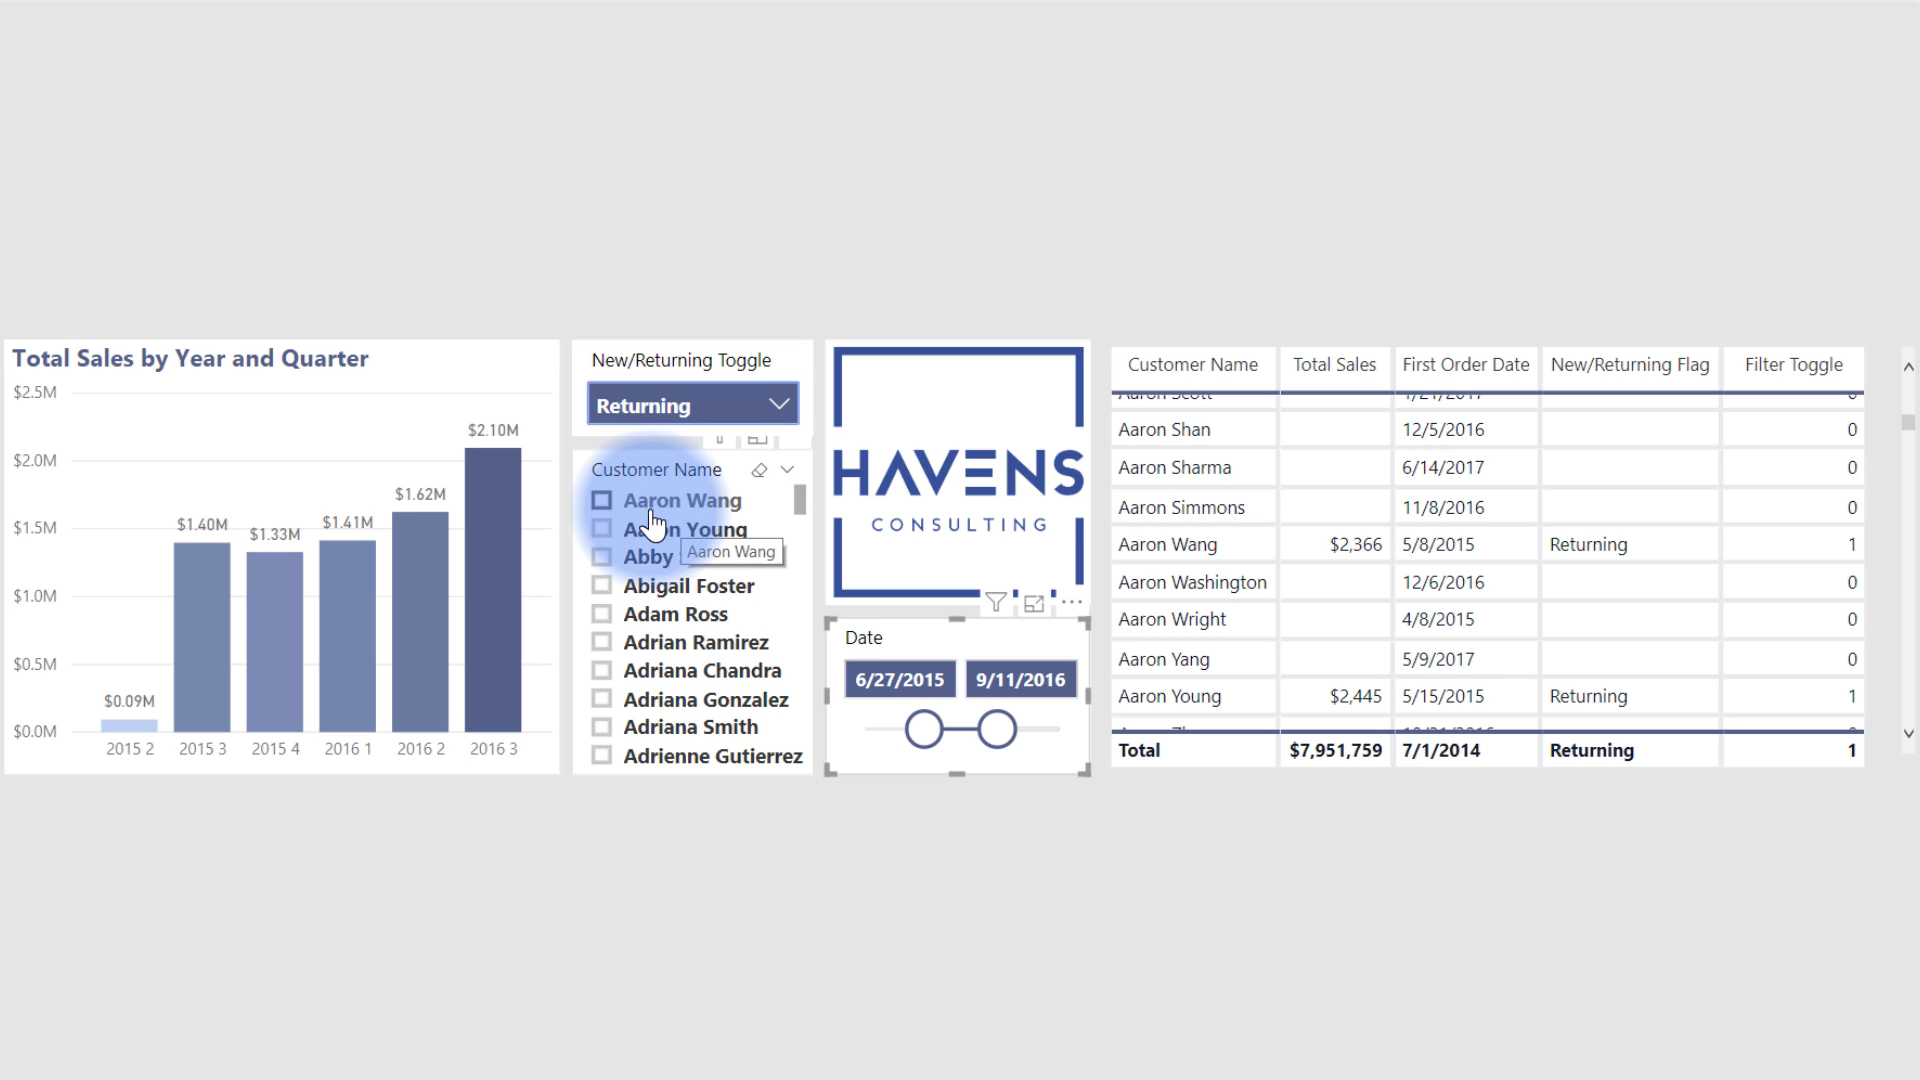 Total Sales by Year and Quarter
$2.5M
$2.0M
$1.5M
$1.0M
$0.5M
$0.0M
$0.09M
$1.40M
$1.33M
$1.41M
$1.62M
$2.10M
2015 2
2015 3
2015 4
2016 1
2016 2
2016 3
New/Returning Toggle
Returning
Customer Name
Aaron Wang
Young
Abby
Aaron Wang
Abigail Foster
Adam Ross
Adrian Ramirez
Adriana Chandra
Adriana Gonzalez
Adriana Smith
Adrienne Gutierrez
HAVENS
CONSULTING
Date
6/27/2015 9/11/2016
Customer Name Total Sales First Order Date New/Returning Flag Filter Toggle
Aaron Shan 12/5/2016 0
Aaron Sharma 6/14/2017 0
Aaron Simmons 11/8/2016 0
Aaron Wang $2,366 5/8/2015 Returning 1
Aaron Washington 12/6/2016 0
Aaron Wright 4/8/2015 0
Aaron Yang 5/9/2017 0
Aaron Young $2,445 5/15/2015 Returning 1
Total $7,951,759 7/1/2014 Returning 1